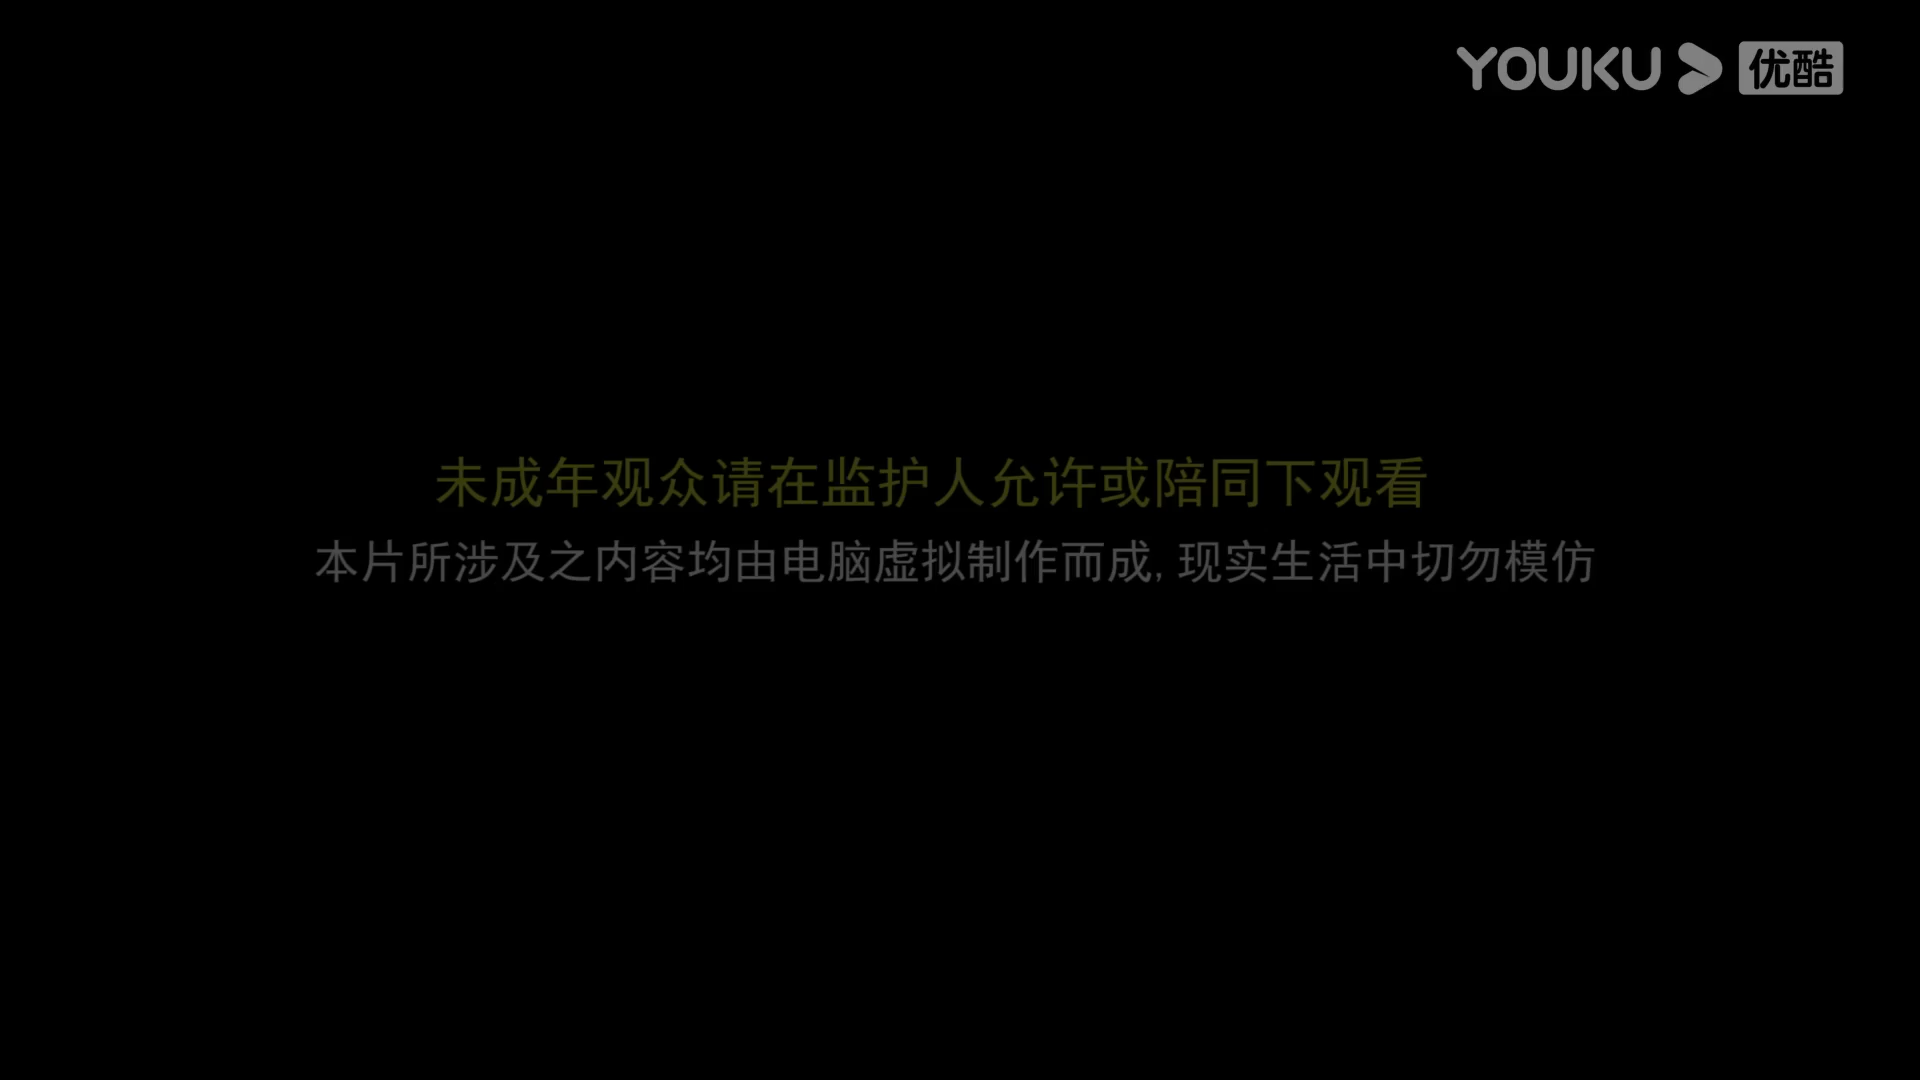 YOUKU 优酷
未成年观众请在监护人允许或陪同下观看
本片所涉及之内容均由电脑虚拟制作而成, 现实生活中切勿模仿